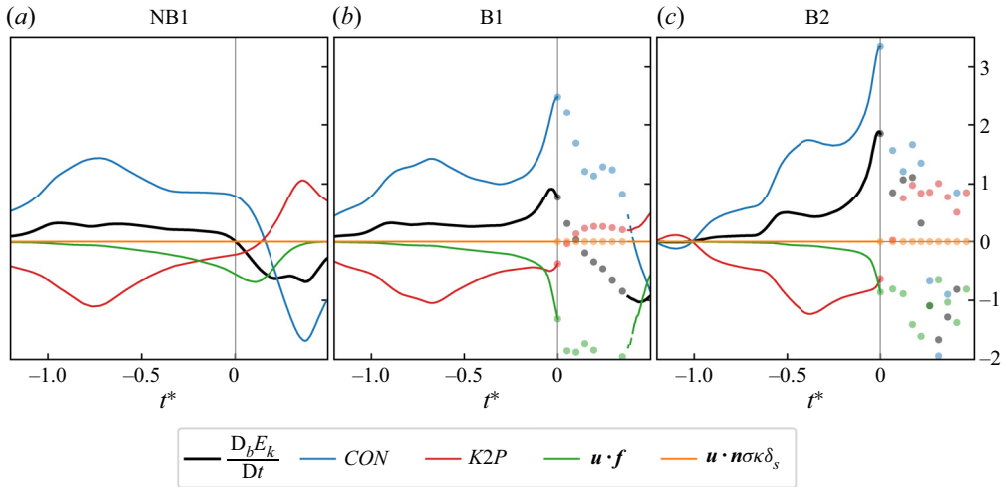 (a) NB1 (b) B1 (c) B2
3
2
1
0
−1
−2
−1.0 −0.5 0 −1.0 −0.5 0 −1.0 −0.5 0
t* t* t*
D_bE_k/Dt CON K2P u·f u·nσκδ_s